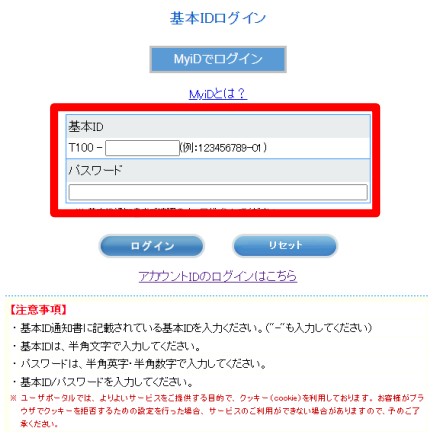 基本IDログイン
MyiDでログイン
MyiDとは？
基本ID
T100 - (例:123456789-01)
パスワード
ログイン
リセット
アカウントIDのログインはこちら
【注意事項】
・基本ID通知書に記載されている基本IDを入力ください。("-"も入力してください)
・基本IDは、半角文字で入力してください。
・パスワードは、半角英字・半角数字で入力してください。
・基本ID/パスワードを入力してください。
※ ユーザポータルでは、よりよいサービスをご提供する目的で、クッキー(cookie)を利用しております。お客様がブラ
ウザでクッキーを拒否するための設定を行った場合、サービスのご利用ができない場合がありますので、予めご了
承ください。